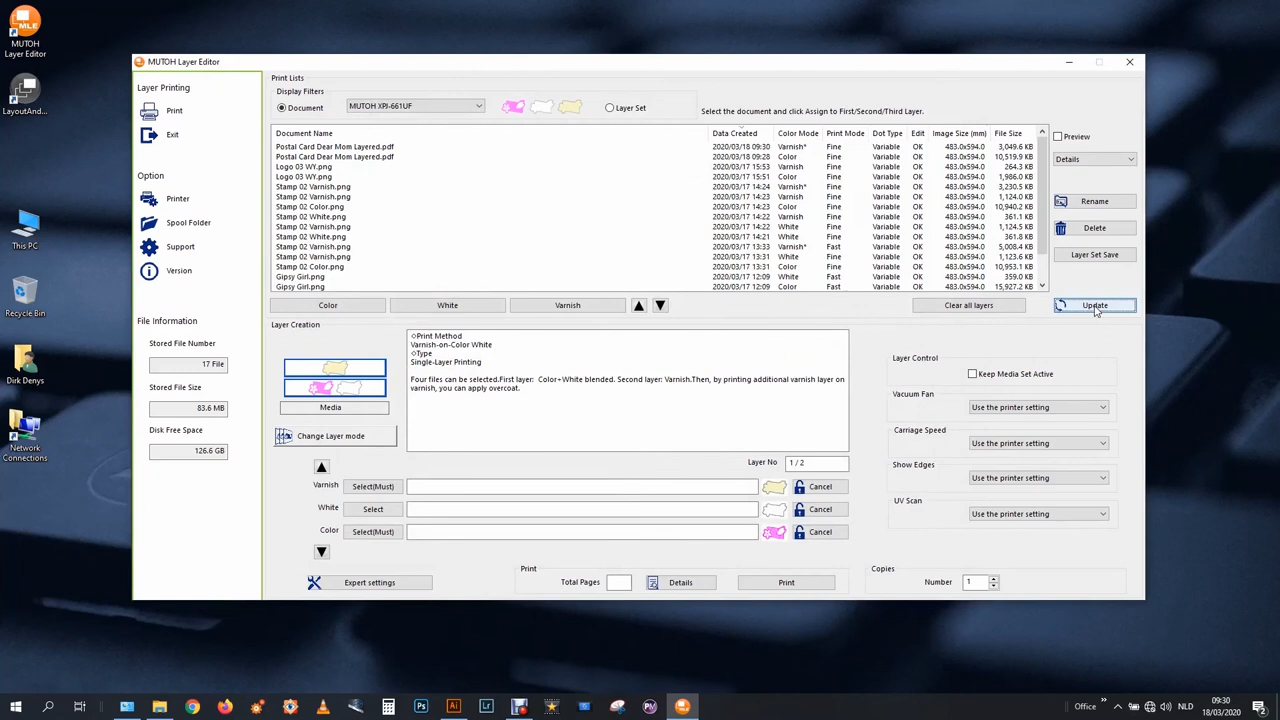 MUTOH
Layer Editor
LayoutAnd...
This PC
Recycle Bin
Dirk Denys
Network
Connections
MUTOH Layer Editor
Layer Printing
Print
Exit
Option
Printer
Spool Folder
Support
Version
File Information
Stored File Number
17 File
Stored File Size
83.6 MB
Disk Free Space
126.6 GB
Print Lists
Display Filters
Document MUTOH XPJ-661UF Layer Set
Select the document and click Assign to First/Second/Third Layer.
Document Name Data Created Color Mode Print Mode Dot Type Edit Image Size (mm) File Size
Postal Card Dear Mom Layered.pdf 2020/03/18 09:30 Varnish* Fine Variable OK 483.0x594.0 3,049.6 KB
Postal Card Dear Mom Layered.pdf 2020/03/18 09:28 Color Fine Variable OK 483.0x594.0 10,519.9 KB
Logo 03 WY.png 2020/03/17 15:53 Varnish Fine Variable OK 483.0x594.0 264.3 KB
Logo 03 WY.png 2020/03/17 15:51 Color Fine Variable OK 483.0x594.0 1,986.0 KB
Stamp 02 Varnish.png 2020/03/17 14:24 Varnish* Fine Variable OK 483.0x594.0 3,230.5 KB
Stamp 02 Varnish.png 2020/03/17 14:23 Varnish Fine Variable OK 483.0x594.0 1,124.0 KB
Stamp 02 Color.png 2020/03/17 14:23 Color Fine Variable OK 483.0x594.0 10,940.2 KB
Stamp 02 White.png 2020/03/17 14:22 Varnish Fine Variable OK 483.0x594.0 361.1 KB
Stamp 02 Varnish.png 2020/03/17 14:22 White Fine Variable OK 483.0x594.0 1,124.5 KB
Stamp 02 White.png 2020/03/17 14:21 White Fine Variable OK 483.0x594.0 361.8 KB
Stamp 02 Varnish.png 2020/03/17 13:33 Varnish* Fast Variable OK 483.0x594.0 5,008.4 KB
Stamp 02 Varnish.png 2020/03/17 13:31 White Fine Variable OK 483.0x594.0 1,123.6 KB
Stamp 02 Color.png 2020/03/17 13:31 Color Fine Variable OK 483.0x594.0 10,953.1 KB
Gipsy Girl.png 2020/03/17 12:09 White Fast Variable OK 483.0x594.0 359.0 KB
Gipsy Girl.png 2020/03/17 12:09 Color Fine Variable OK 483.0x594.0 15,927.2 KB
Preview
Details
Rename
Delete
Layer Set Save
Color White Varnish Clear all layers Update
Layer Creation
Media
Change Layer mode
◇Print Method
Varnish-on-Color White
◇Type
Single-Layer Printing
Four files can be selected.First layer: Color+White blended. Second layer: Varnish.Then, by printing additional varnish layer on
varnish, you can apply overcoat.
Layer No 1 / 2
Varnish Select(Must) Cancel
White Select Cancel
Color Select(Must) Cancel
Expert settings
Print
Total Pages Details Print
Layer Control
Keep Media Set Active
Vacuum Fan
Use the printer setting
Carriage Speed
Use the printer setting
Show Edges
Use the printer setting
UV Scan
Use the printer setting
Copies
Number 1
Office
NLD
09:30
18/03/2020